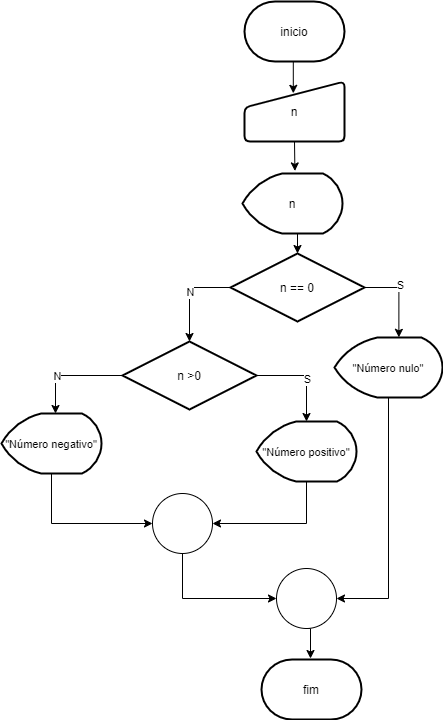 inicio
n
n
n == 0
N
S
n >0
"Número nulo"
N
S
"Número negativo"
"Número positivo"
fim